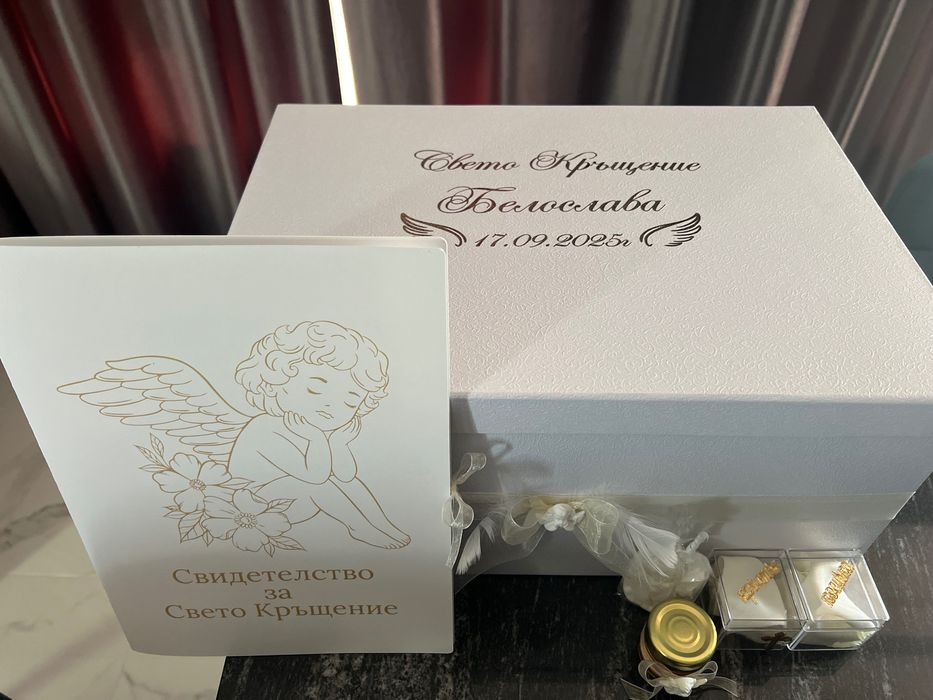 Свето Кръщение
Белослава
17.09.2025г
Свидетелство
за
Свето Кръщение